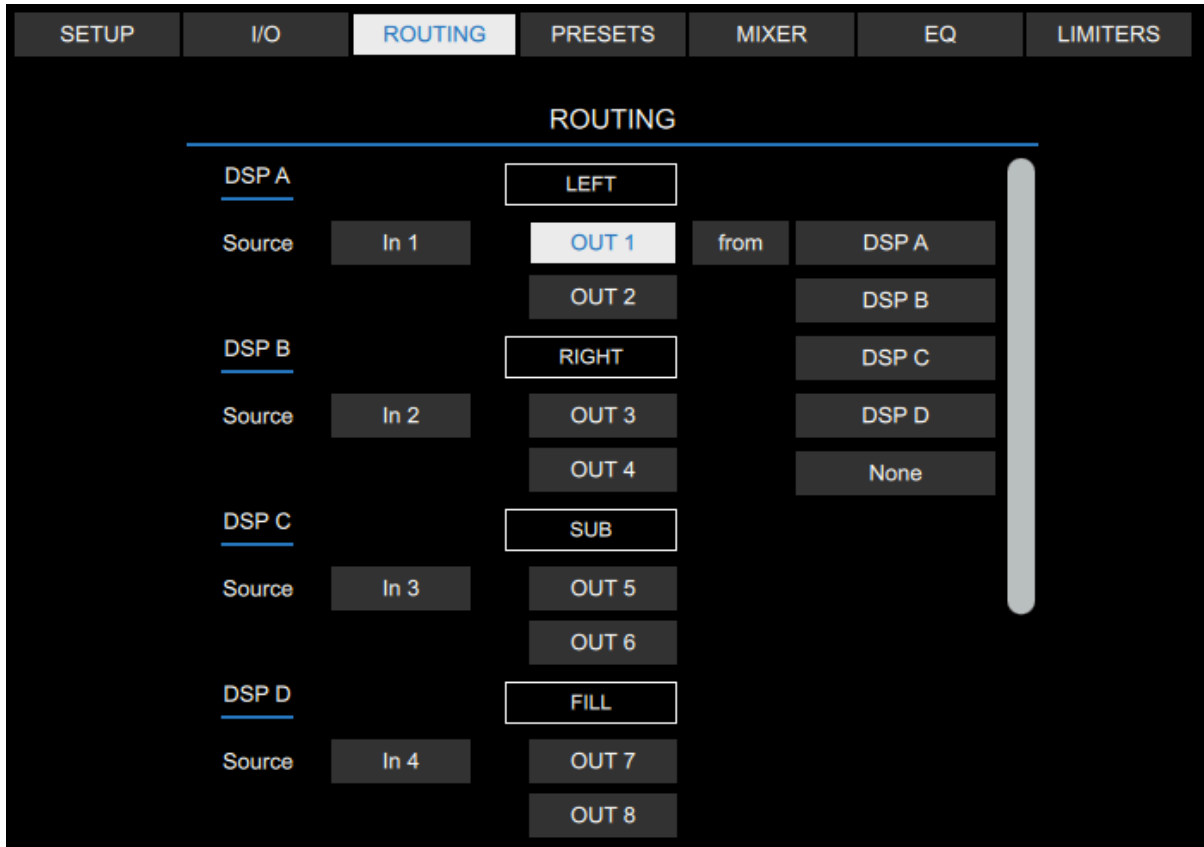 SETUP I/O ROUTING PRESETS MIXER EQ LIMITERS
ROUTING
DSP A LEFT
Source In 1 OUT 1 from DSP A
OUT 2 DSP B
DSP B RIGHT DSP C
Source In 2 OUT 3 DSP D
OUT 4 None
DSP C SUB
Source In 3 OUT 5
OUT 6
DSP D FILL
Source In 4 OUT 7
OUT 8